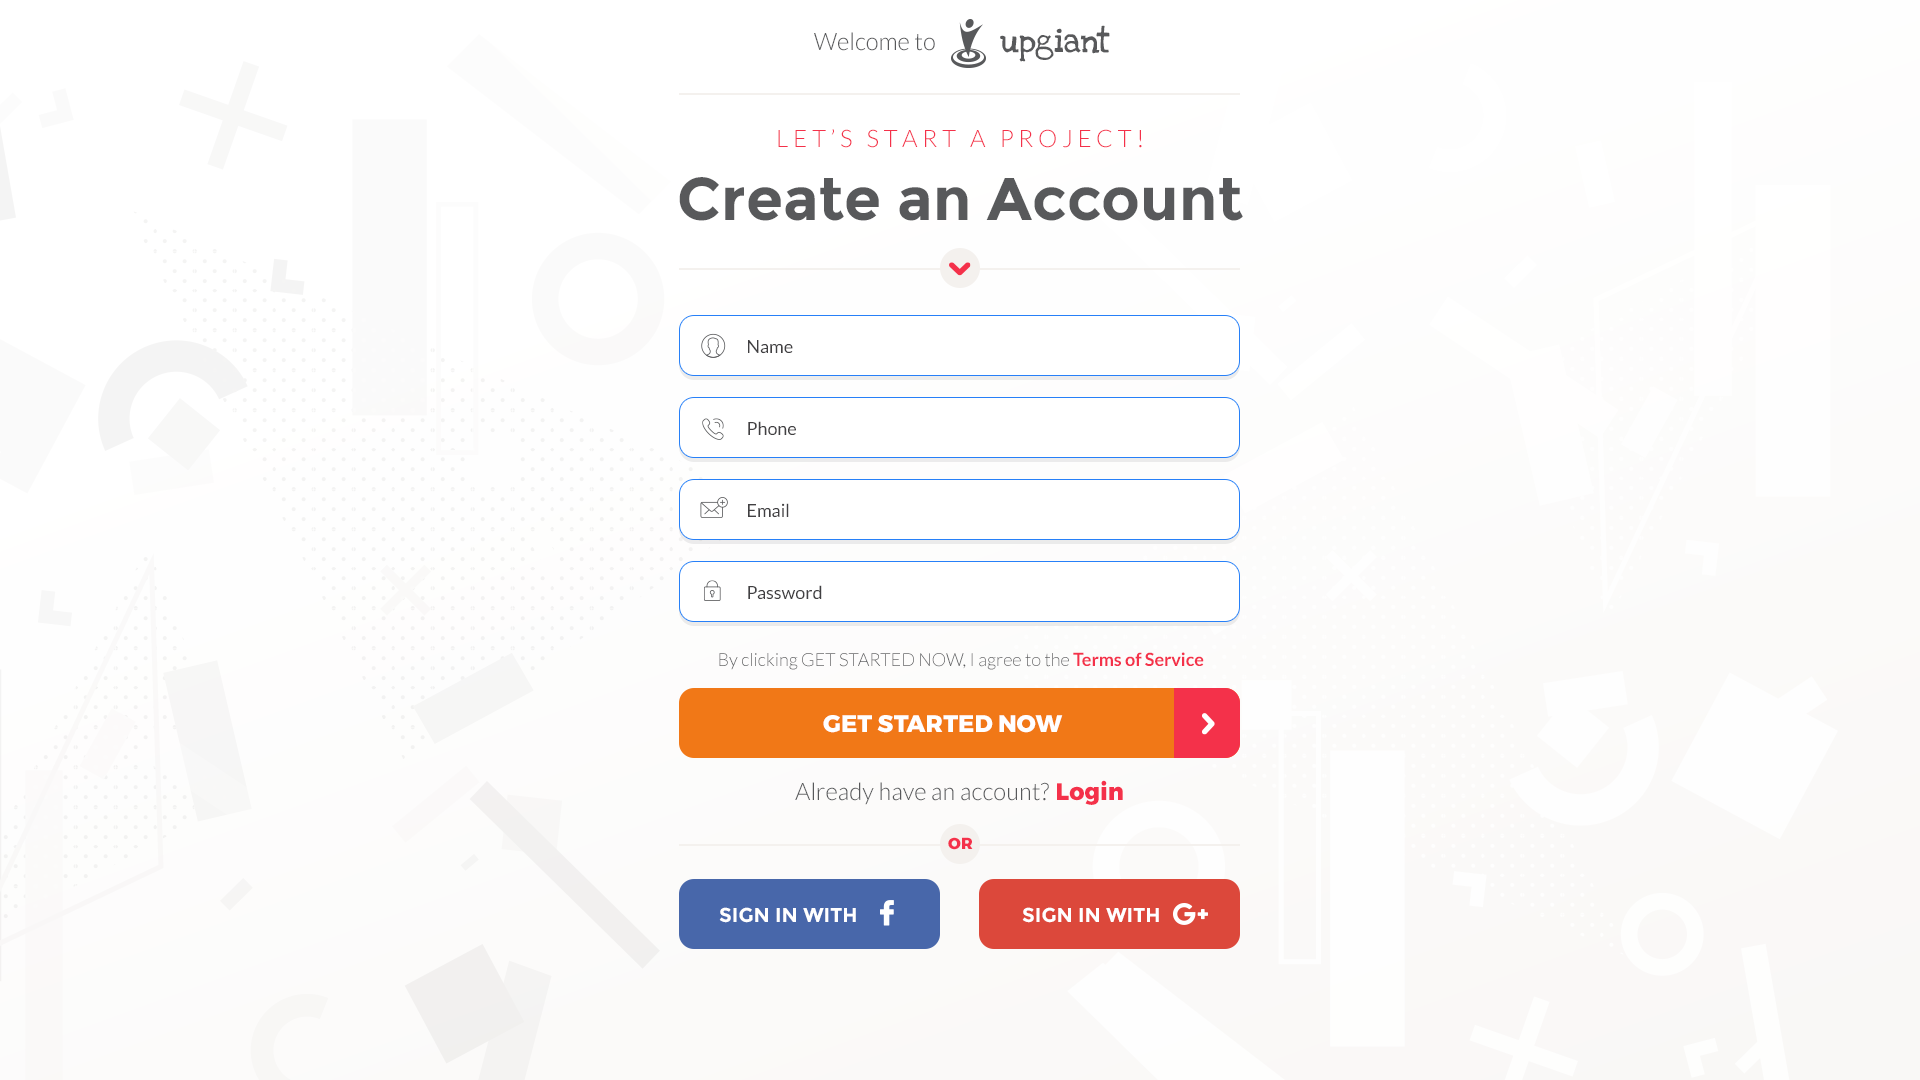 Welcome to upgiant
LET’S START A PROJECT!
Create an Account
Name
Phone
Email
Password
By clicking GET STARTED NOW, I agree to the Terms of Service
GET STARTED NOW
Already have an account? Login
OR
SIGN IN WITH f
SIGN IN WITH G+